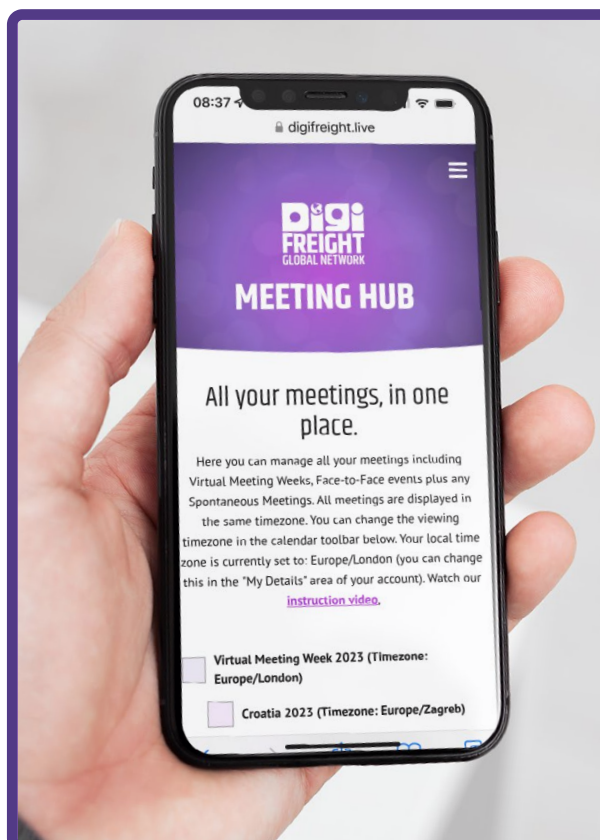 08:37
digifreight.live
Digi
FREIGHT
GLOBAL NETWORK
MEETING HUB
All your meetings, in one
place.
Here you can manage all your meetings including
Virtual Meeting Weeks, Face-to-Face events plus any
Spontaneous Meetings. All meetings are displayed in
the same timezone. You can change the viewing
timezone in the calendar toolbar below. Your local time
zone is currently set to: Europe/London (you can change
this in the "My Details" area of your account). Watch our
instruction video.
Virtual Meeting Week 2023 (Timezone:
Europe/London)
Croatia 2023 (Timezone: Europe/Zagreb)